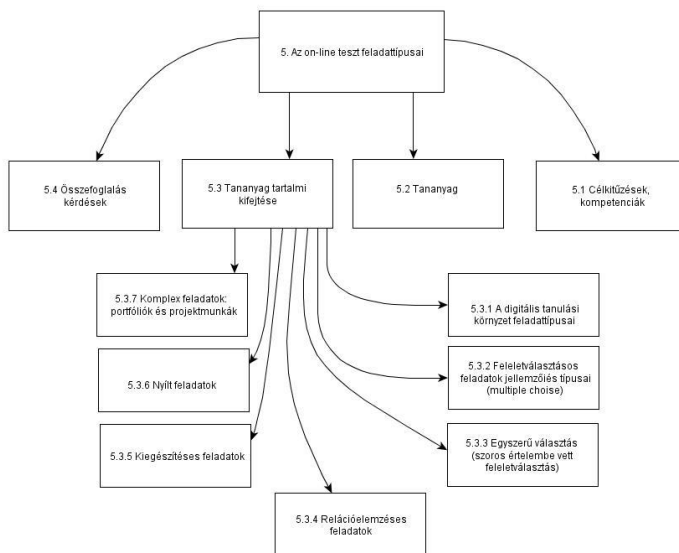 5. Az on-line teszt feladattípusai
5.4 Összefoglalás
kérdések
5.3 Tananyag tartalmi
kifejtése
5.2 Tananyag
5.1 Célkitűzések,
kompetenciák
5.3.7 Komplex feladatok:
portfóliók és projektmunkák
5.3.1 A digitális tanulási
környzet feladattípusai
5.3.6 Nyílt feladatok
5.3.2 Feleletválasztásos
feladatok jellemzőiés típusai
(multiple choise)
5.3.5 Kiegészítéses feladatok
5.3.3 Egyszerű választás
(szoros értelembe vett
feleletválasztás)
5.3.4 Relációelemzéses
feladatok